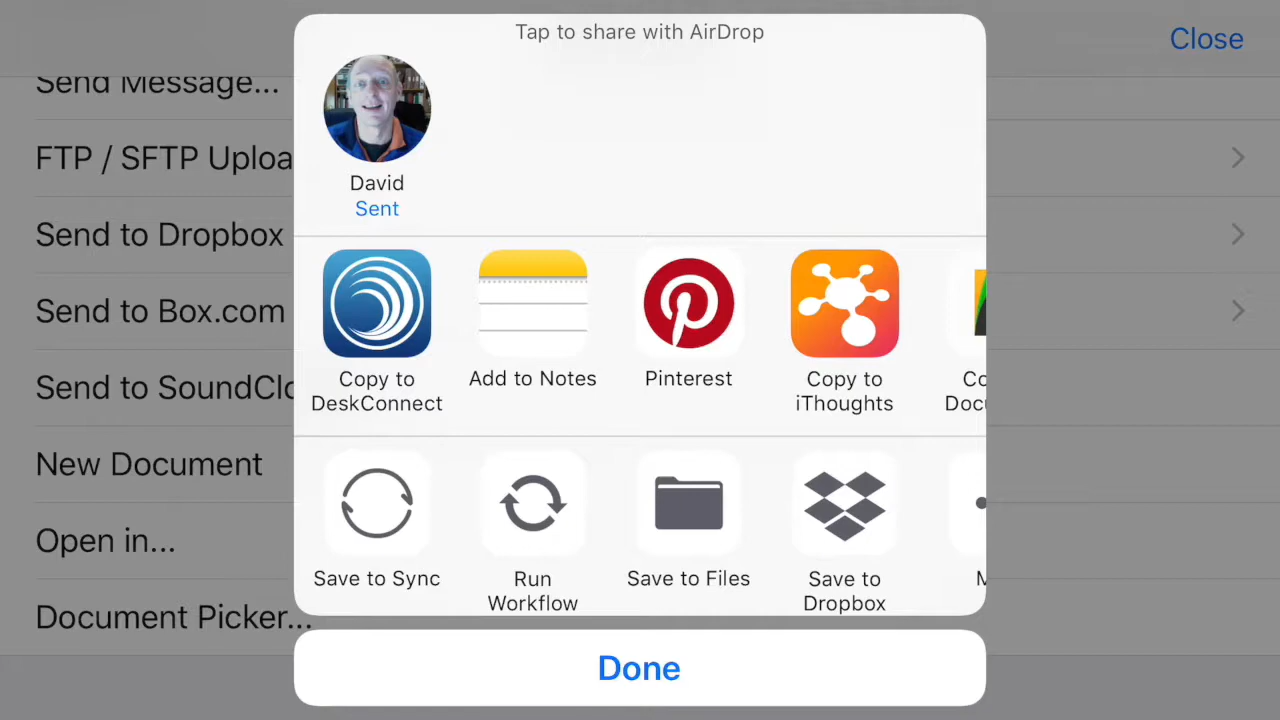 Tap to share with AirDrop
Close
Send Message...
David
Sent
FTP / SFTP Uploa
Send to Dropbox
Send to Box.com
Send to SoundClo
New Document
Open in...
Document Picker...
Copy to
DeskConnect
Add to Notes
Pinterest
Copy to
iThoughts
Co
Docu
Save to Sync
Run
Workflow
Save to Files
Save to
Dropbox
M
Done